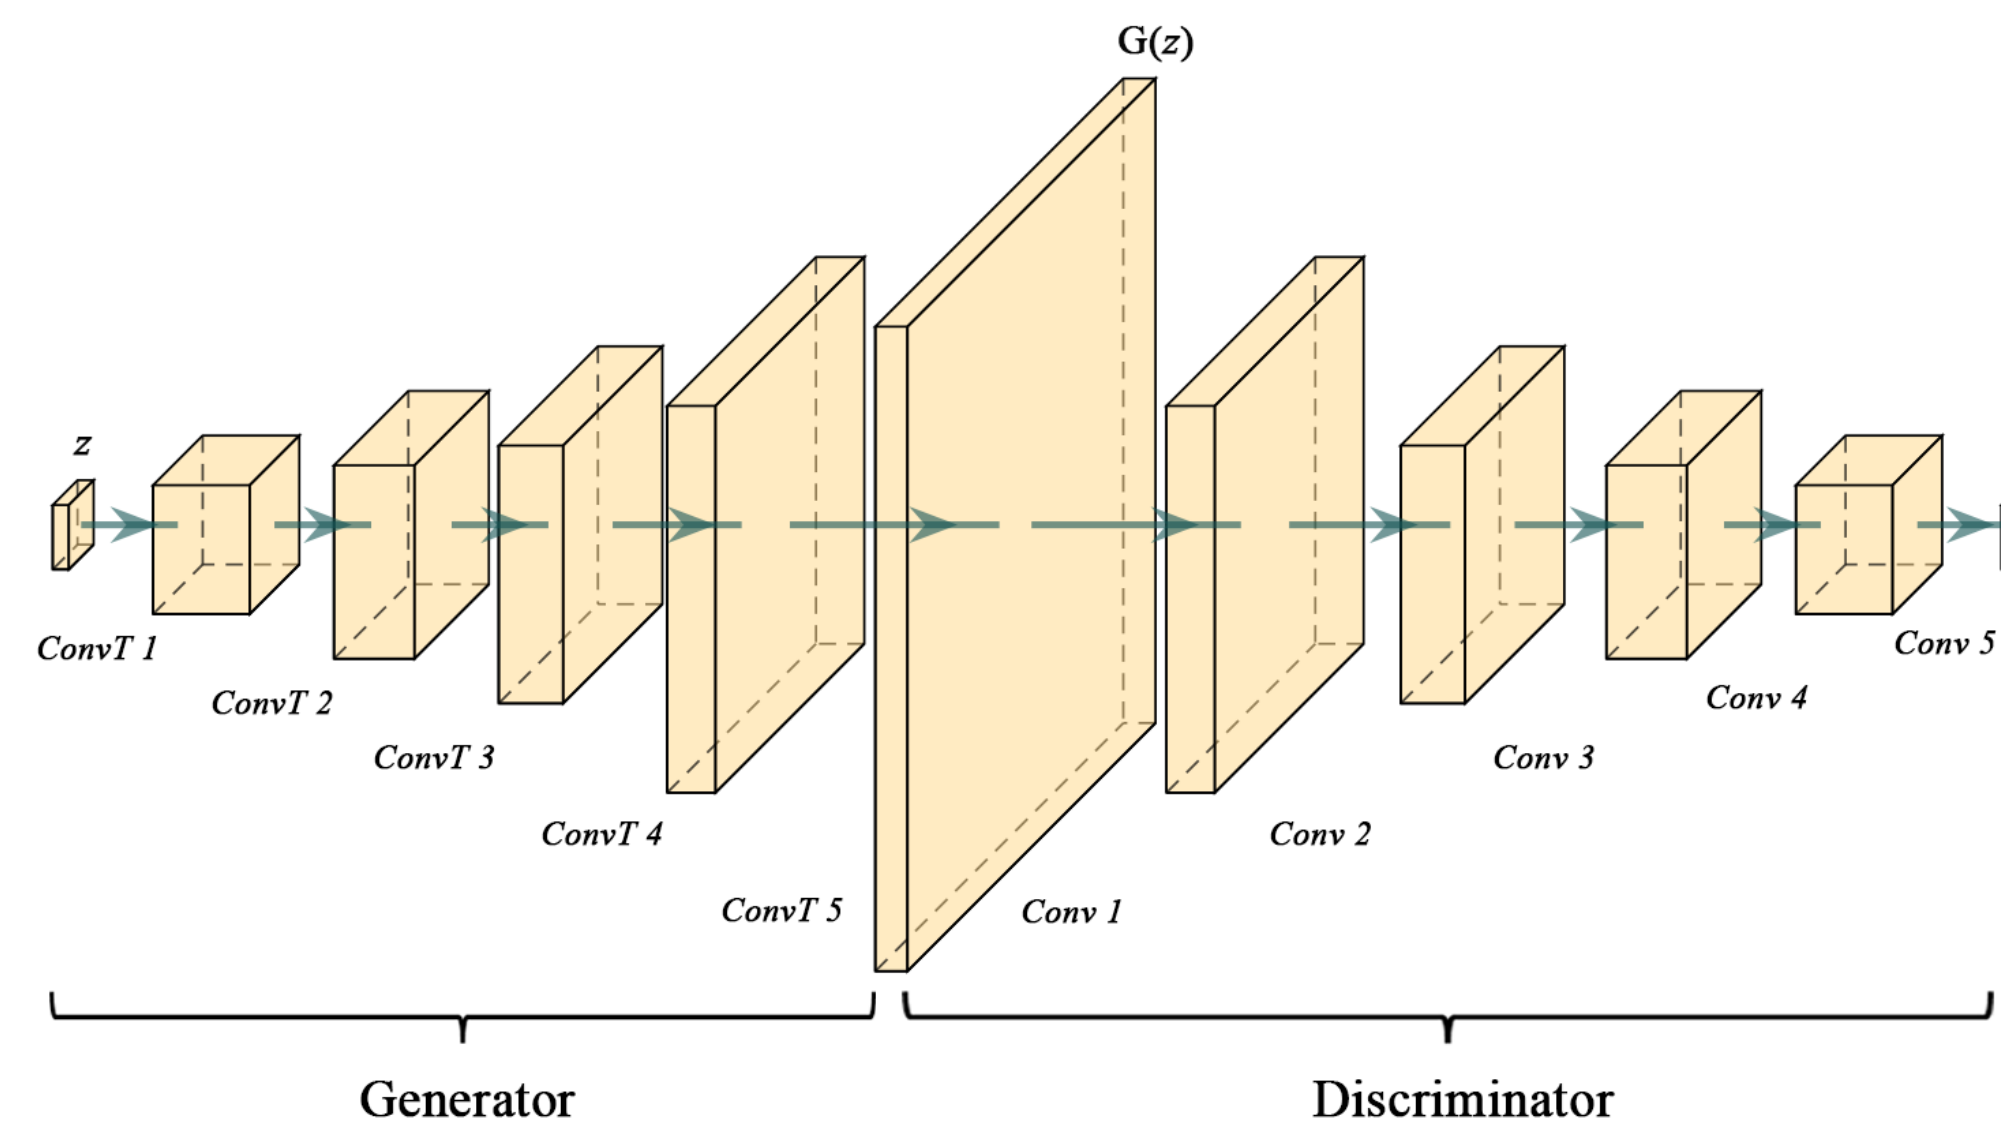 G(z)
z
ConvT 1
ConvT 2
ConvT 3
ConvT 4
ConvT 5
Conv 1
Conv 2
Conv 3
Conv 4
Conv 5
Generator
Discriminator